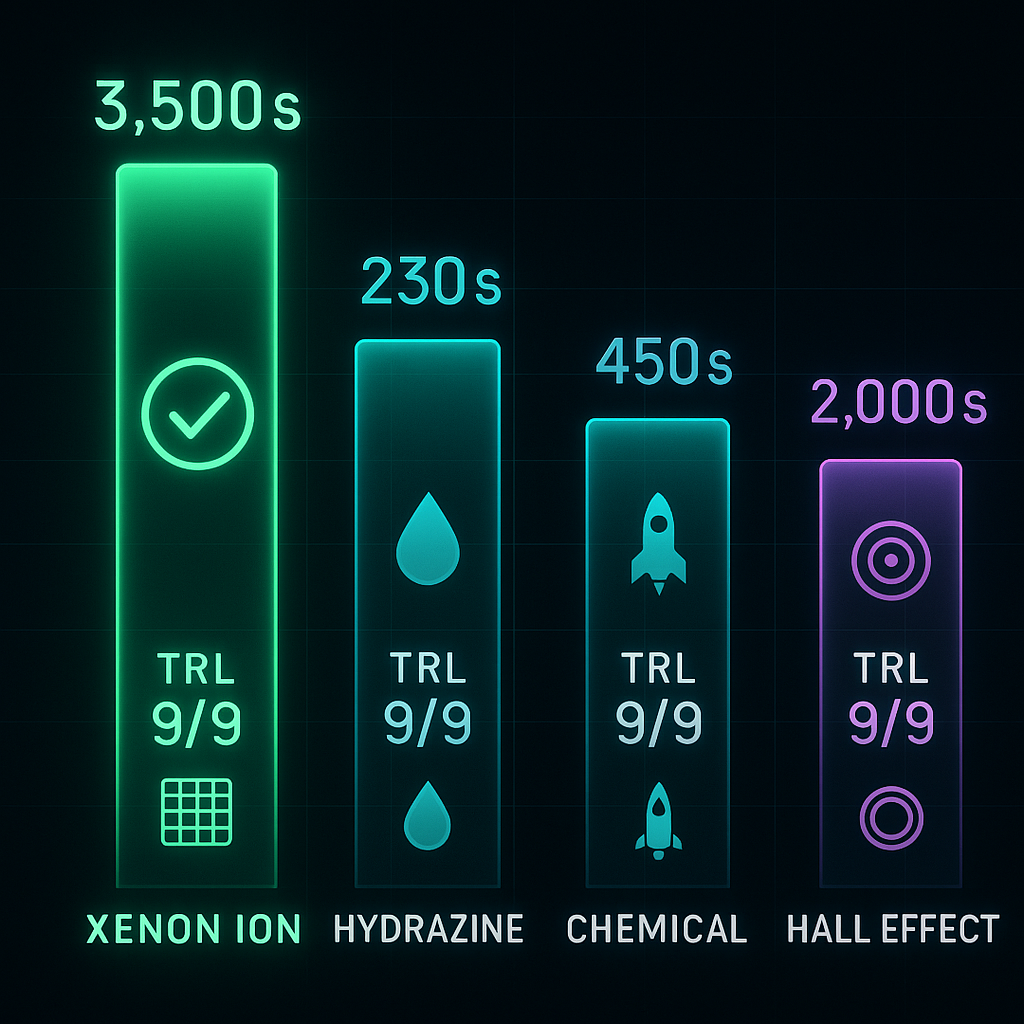 3,500s
TRL
9/9
XENON ION
230s
TRL
9/9
HYDRAZINE
450s
TRL
9/9
CHEMICAL
2,000s
TRL
9/9
HALL EFFECT